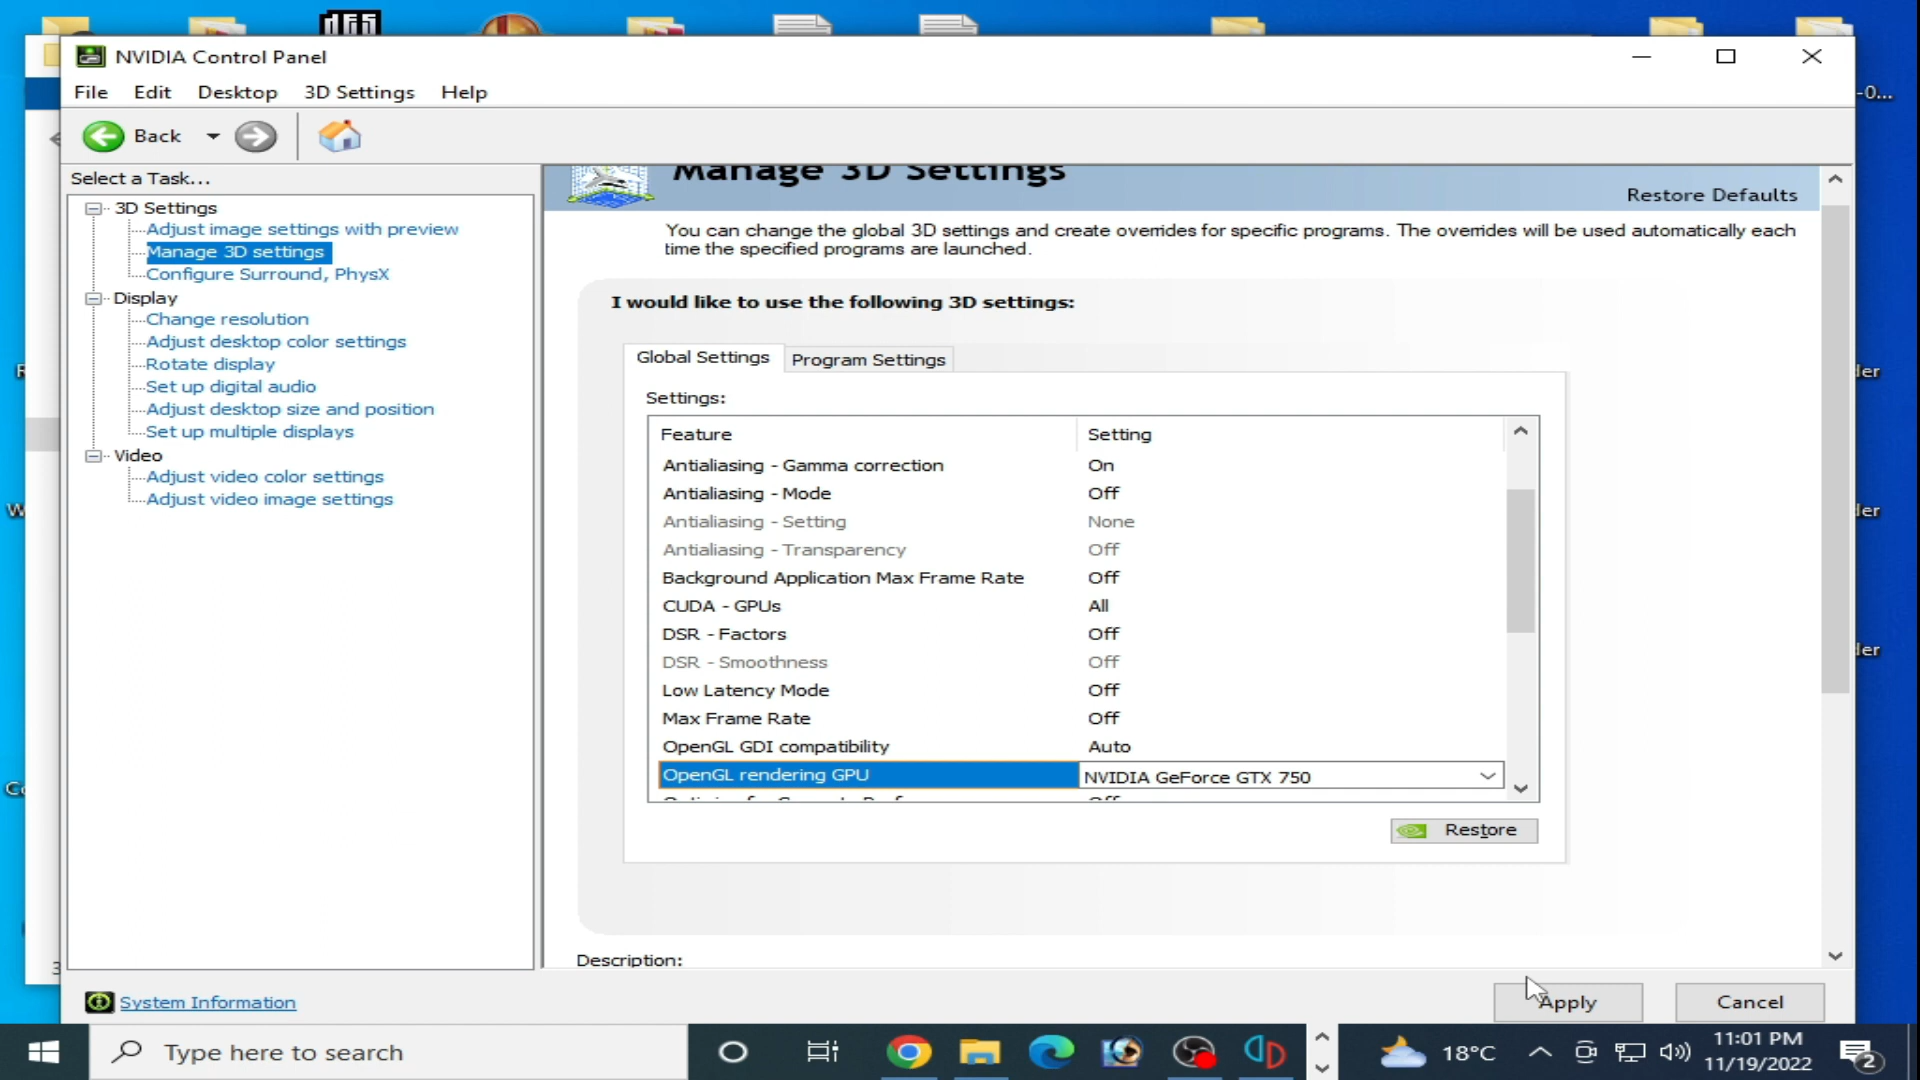 NVIDIA Control Panel
File Edit Desktop 3D Settings Help
-0...
Back
Select a Task...
3D Settings
Adjust image settings with preview
Manage 3D settings
Configure Surround, PhysX
Display
Change resolution
Adjust desktop color settings
Rotate display
Set up digital audio
Adjust desktop size and position
Set up multiple displays
Video
Adjust video color settings
Adjust video image settings
Manage 3D Settings
Restore Defaults
You can change the global 3D settings and create overrides for specific programs. The overrides will be used automatically each
time the specified programs are launched.
I would like to use the following 3D settings:
Global Settings Program Settings
Settings:
Feature Setting
Antialiasing - Gamma correction On
Antialiasing - Mode Off
Antialiasing - Setting None
Antialiasing - Transparency Off
Background Application Max Frame Rate Off
CUDA - GPUs All
DSR - Factors Off
DSR - Smoothness Off
Low Latency Mode Off
Max Frame Rate Off
OpenGL GDI compatibility Auto
OpenGL rendering GPU NVIDIA GeForce GTX 750
Restore
Description:
System Information
Apply Cancel
Type here to search
18°C
11:01 PM
11/19/2022
2